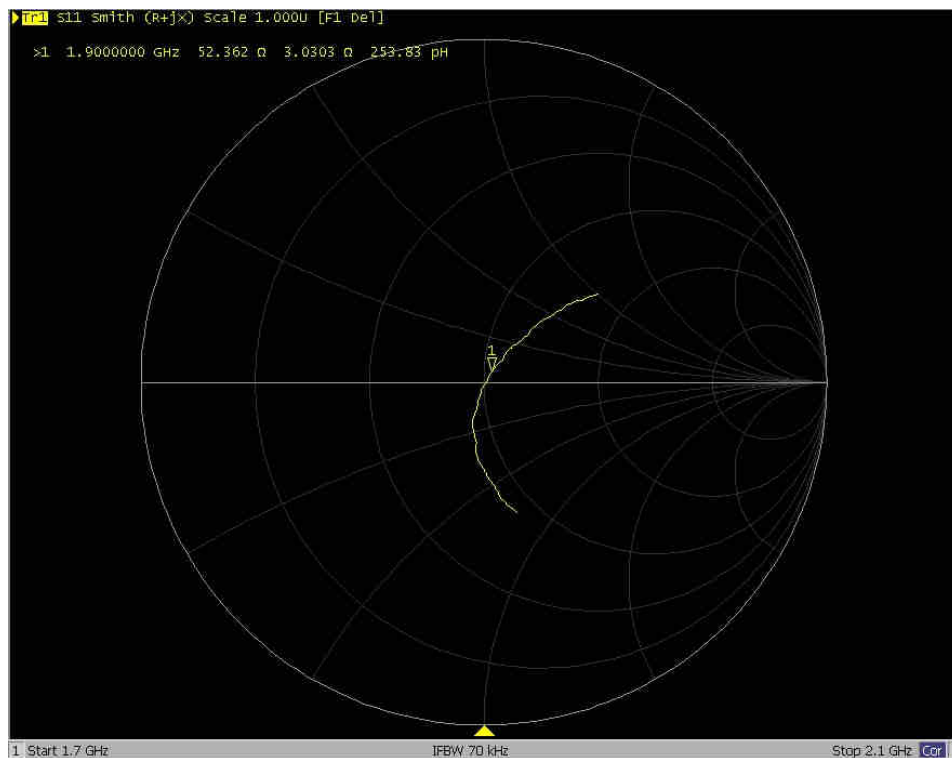 Tr1 S11 Smith (R+jX) Scale 1.000U [F1 Del]
>1 1.9000000 GHz 52.362 Ω 3.0303 Ω 253.83 pH
1
1 Start 1.7 GHz IFBW 70 kHz Stop 2.1 GHz Cor